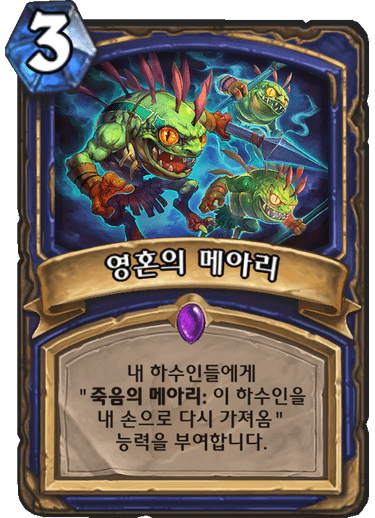 3
영혼의 메아리
내 하수인들에게
"죽음의 메아리: 이 하수인을
내 손으로 다시 가져옴"
능력을 부여합니다.